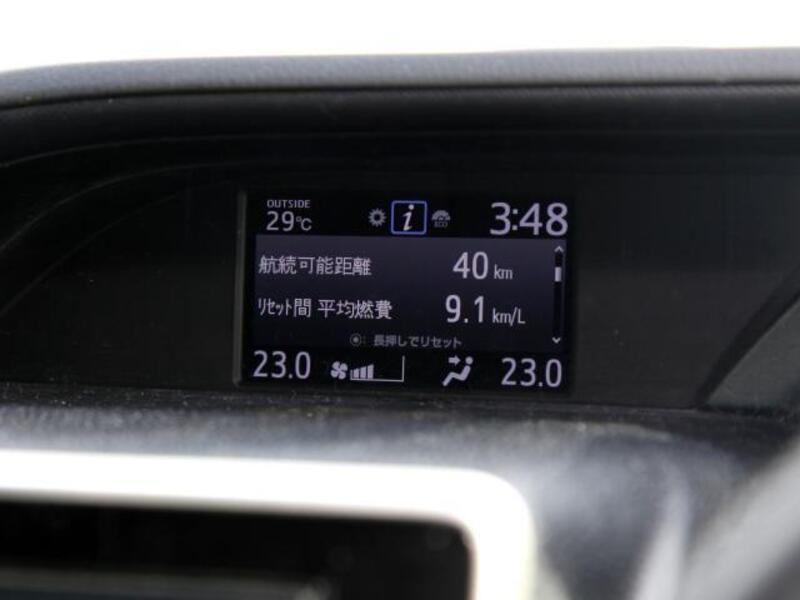 OUTSIDE
29℃ i ECO 3:48
航続可能距離 40 km
リセット間 平均燃費 9.1 km/L
長押しでリセット
23.0 23.0